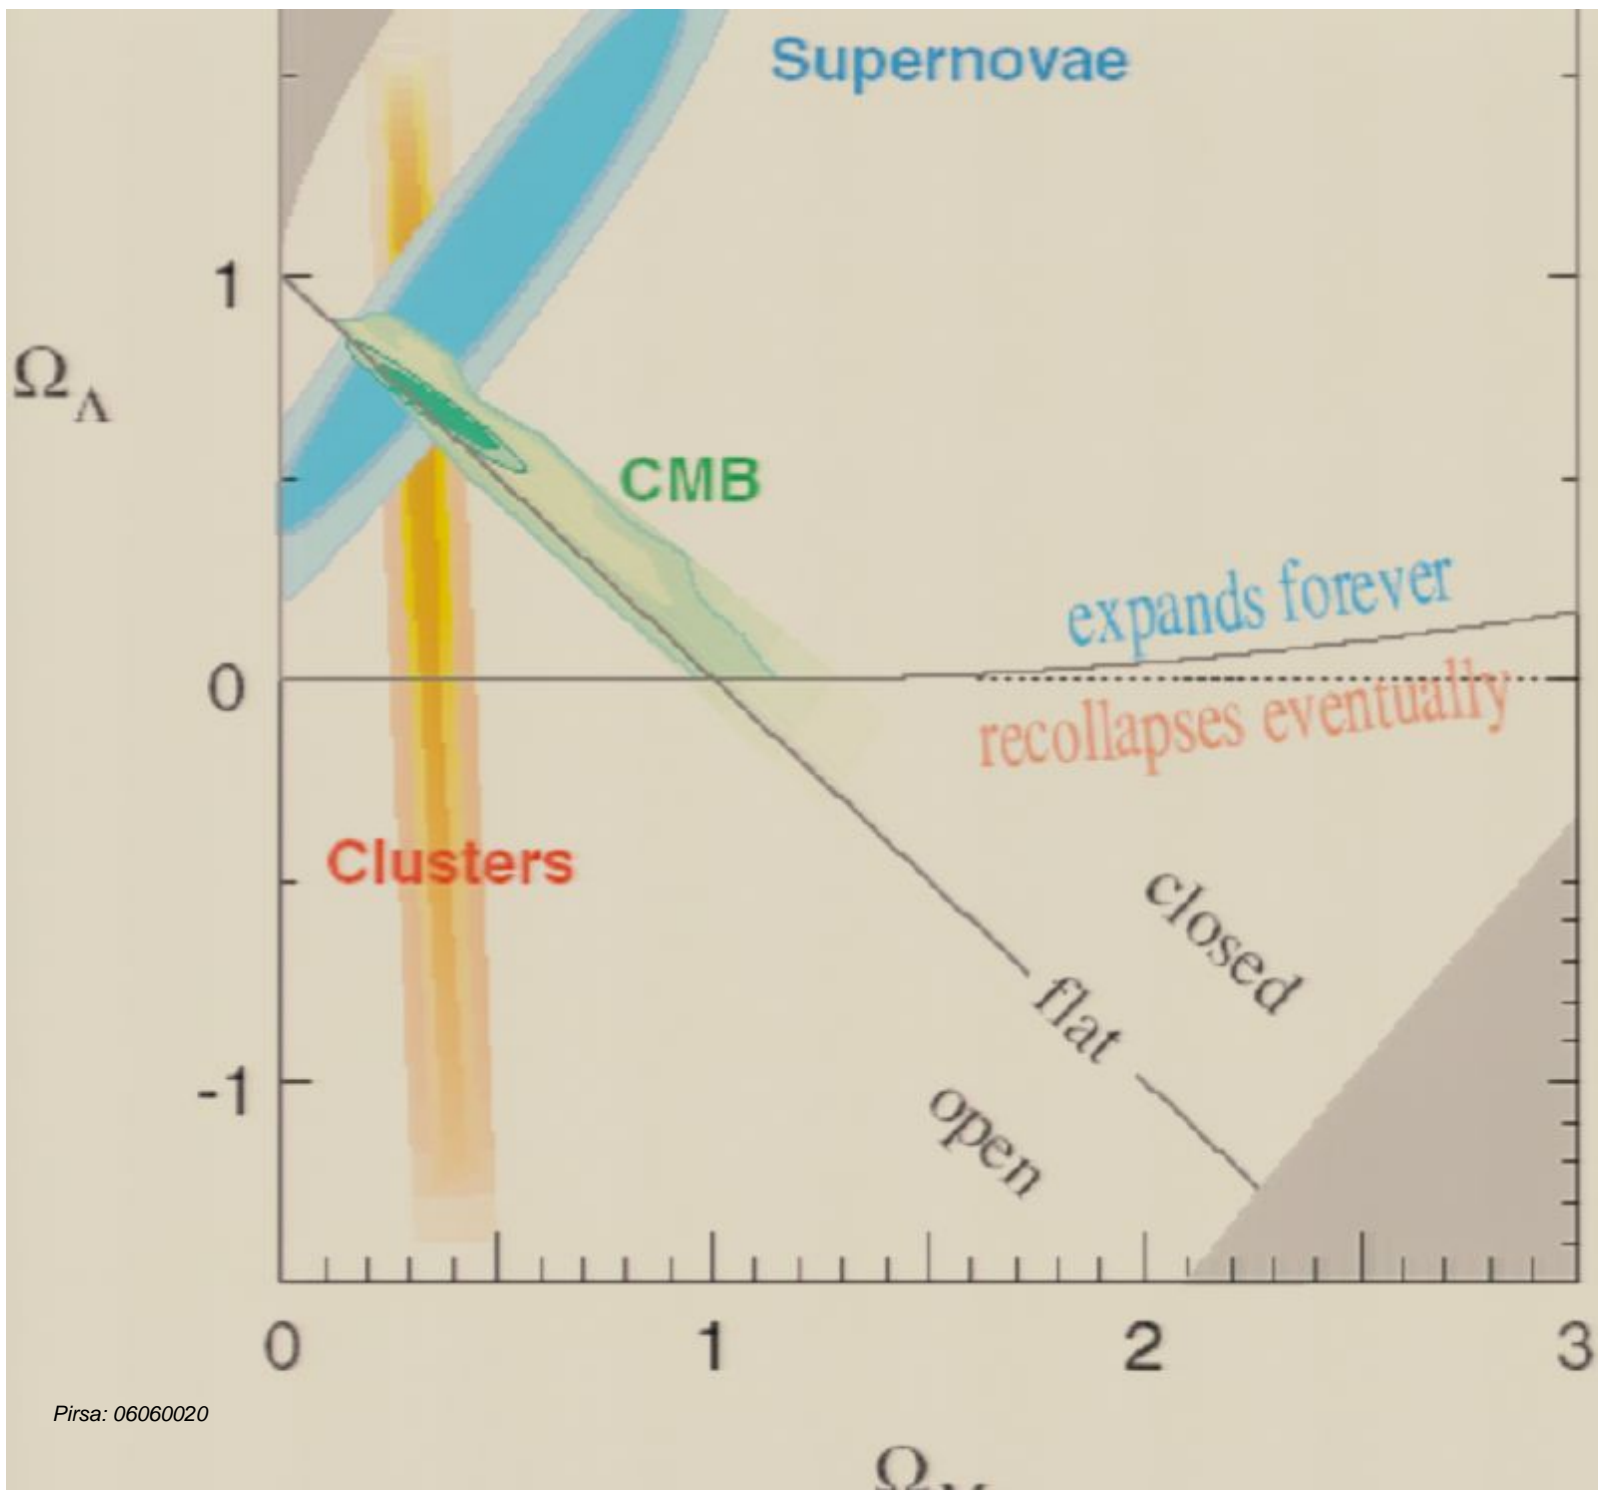 Supernovae
1
Ω_Λ
CMB
expands forever
0
recollapses eventually
Clusters
closed
flat
-1
open
0 1 2 3
Pirsa: 06060020
Ω